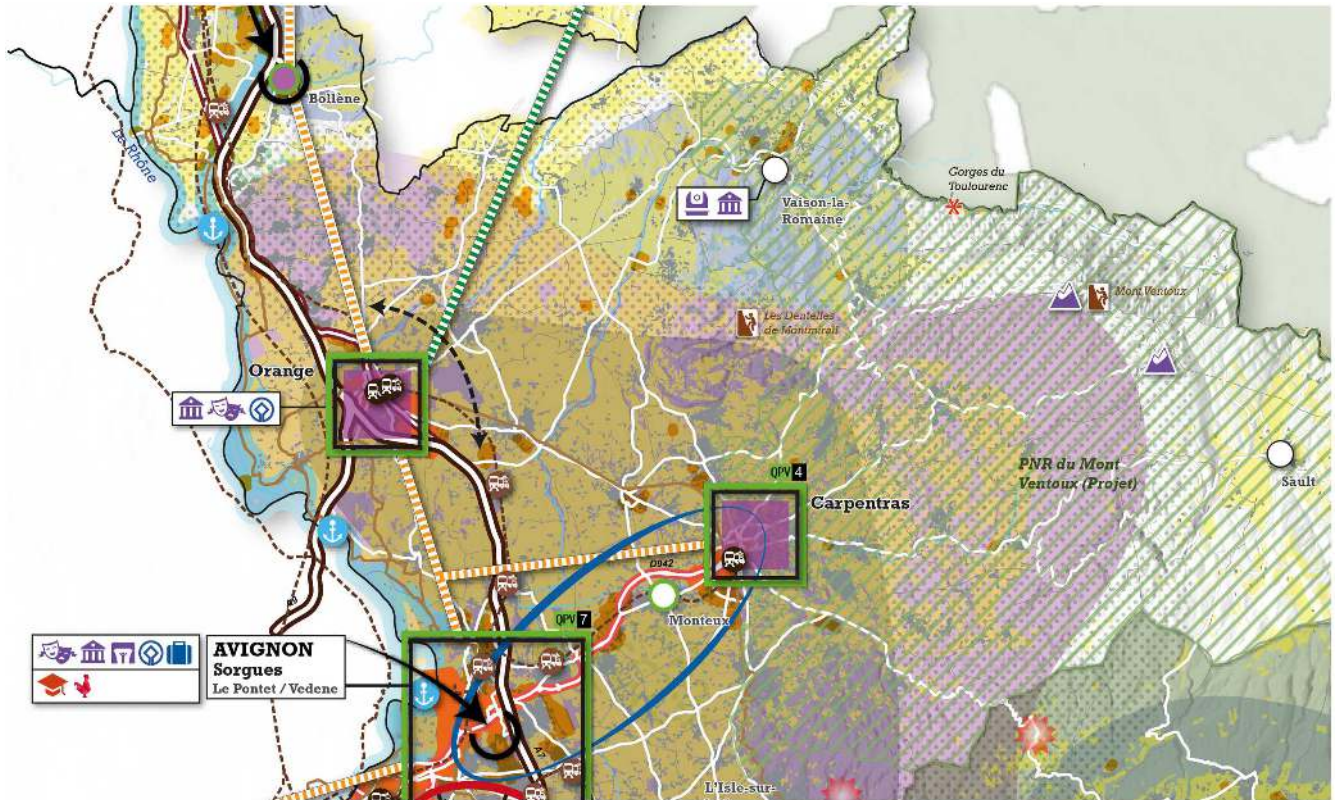 Bollène
Le Rhône
Gorges du
Toulourenc
Vaison-la-
Romaine
Mont Ventoux
Les Dentelles
de Montmirail
Orange
PNR du Mont
Ventoux (Projet)
Sault
QPV 4
Carpentras
D942
Monteux
QPV 7
AVIGNON
Sorgues
Le Pontet / Vedene
A7
L'Isle-sur-